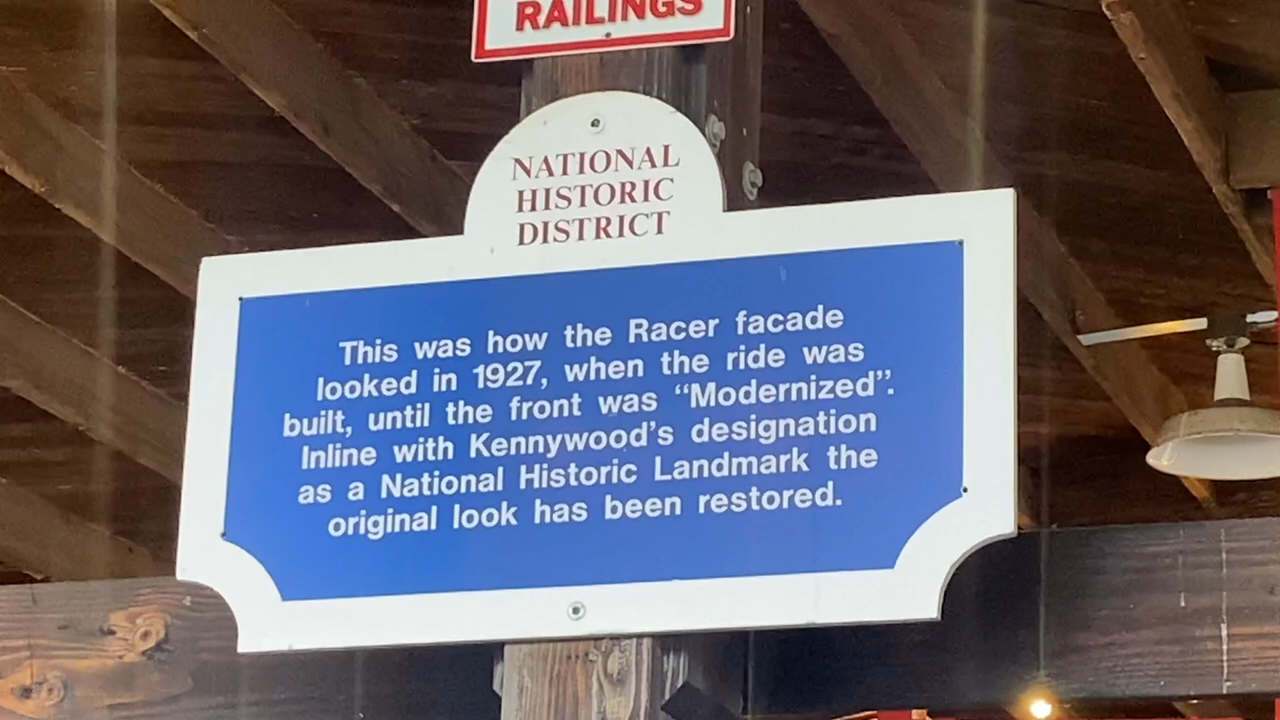 RAILINGS
NATIONAL
HISTORIC
DISTRICT
This was how the Racer facade
looked in 1927, when the ride was
built, until the front was “Modernized”.
Inline with Kennywood’s designation
as a National Historic Landmark the
original look has been restored.